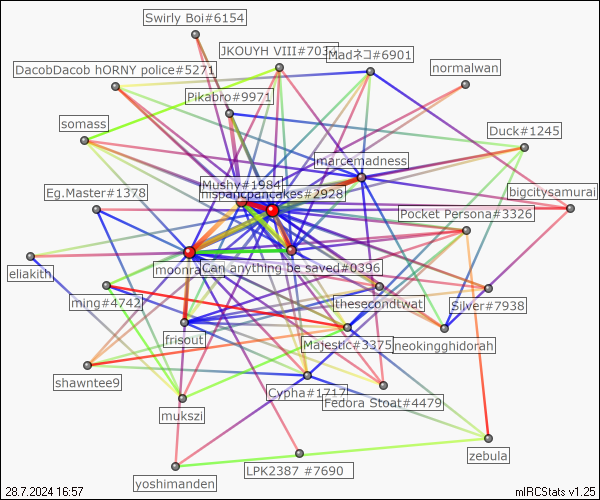 Swirly Boi#6154
JKOUYH VIII#7034
Madネコ#6901
DacobDacob hORNY police#5271
normalwan
Pikabro#9971
somass
Duck#1245
marcemadness
Mushy#1984
Eg.Master#1378
hispanicpancakes#2928
bigcitysamurai
Pocket Persona#3326
eliakith
moonra
Can anything be saved#0396
ming#4742
thesecondtwat
Silver#7938
frisout
Majestic#3375
neokingghidorah
shawntee9
Cypha#1717
Fedora Stoat#4479
mukszi
zebula
yoshimanden
LPK2387 #7690
28.7.2024 16:57
mIRCStats v1.25